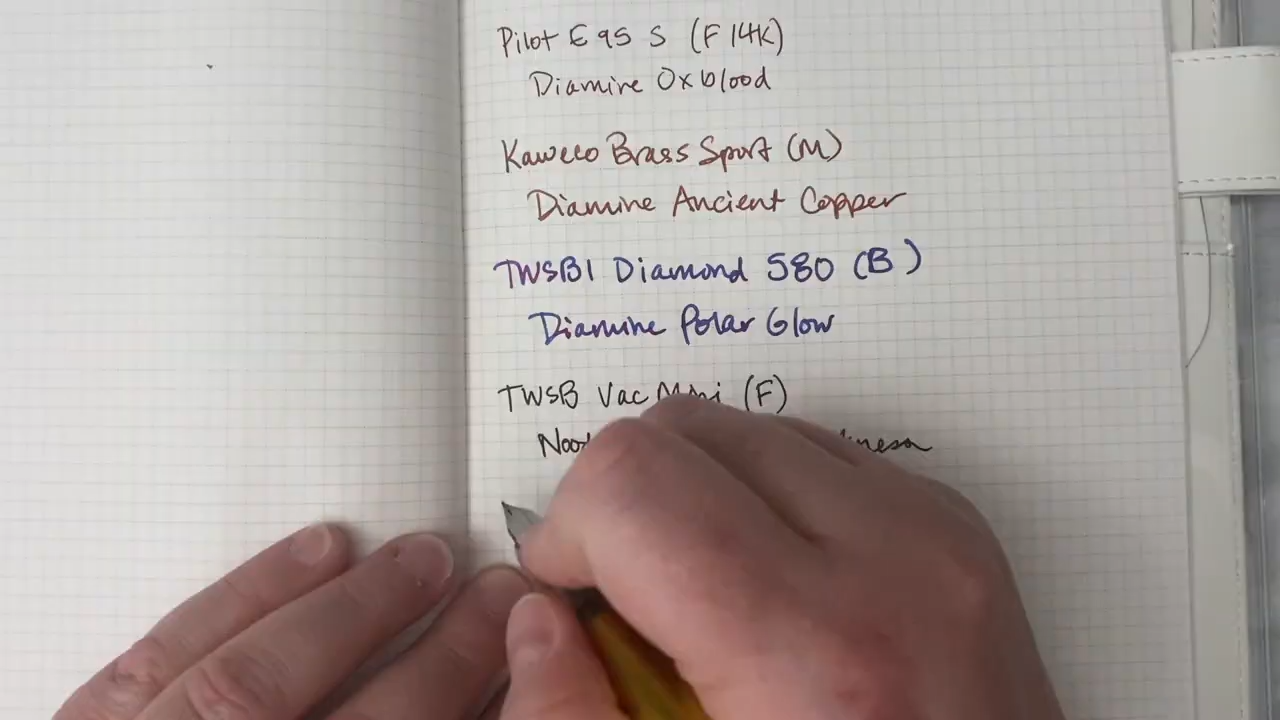 Pilot E95 S (F 14K)
Diamine Oxblood
Kaweco Brass Sport (M)
Diamine Ancient Copper
TWSBI Diamond 580 (B)
Diamine Polar Glow
TWSB Vac Mini (F)